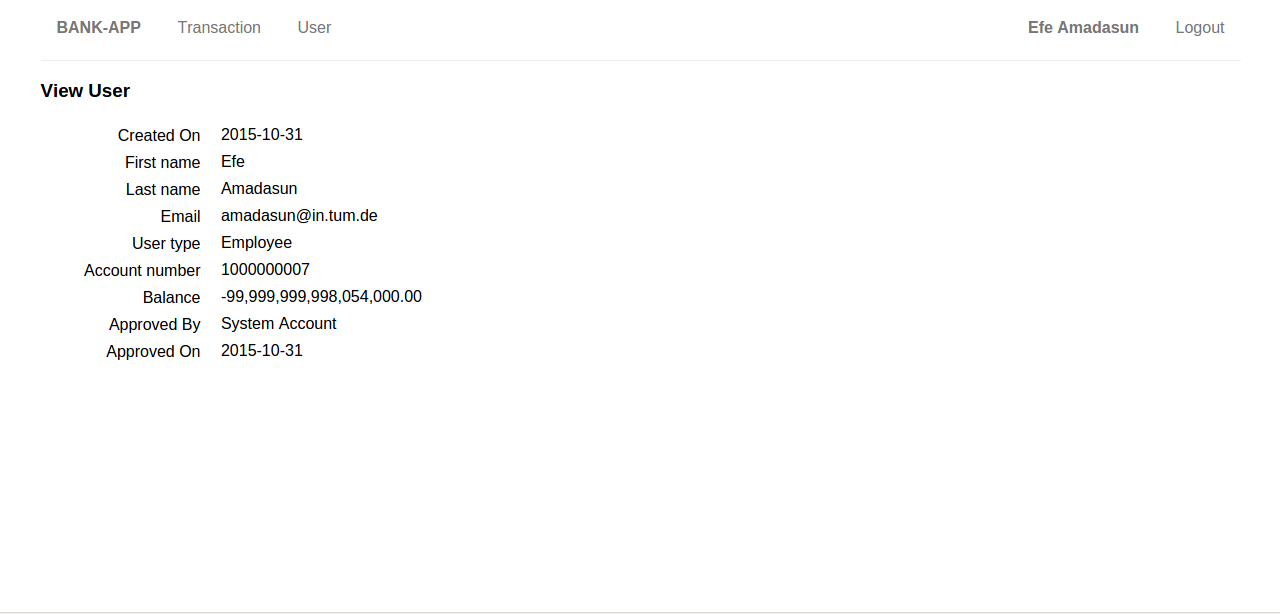 BANK-APP Transaction User Efe Amadasun Logout
View User
Created On 2015-10-31
First name Efe
Last name Amadasun
Email amadasun@in.tum.de
User type Employee
Account number 1000000007
Balance -99,999,999,998,054,000.00
Approved By System Account
Approved On 2015-10-31